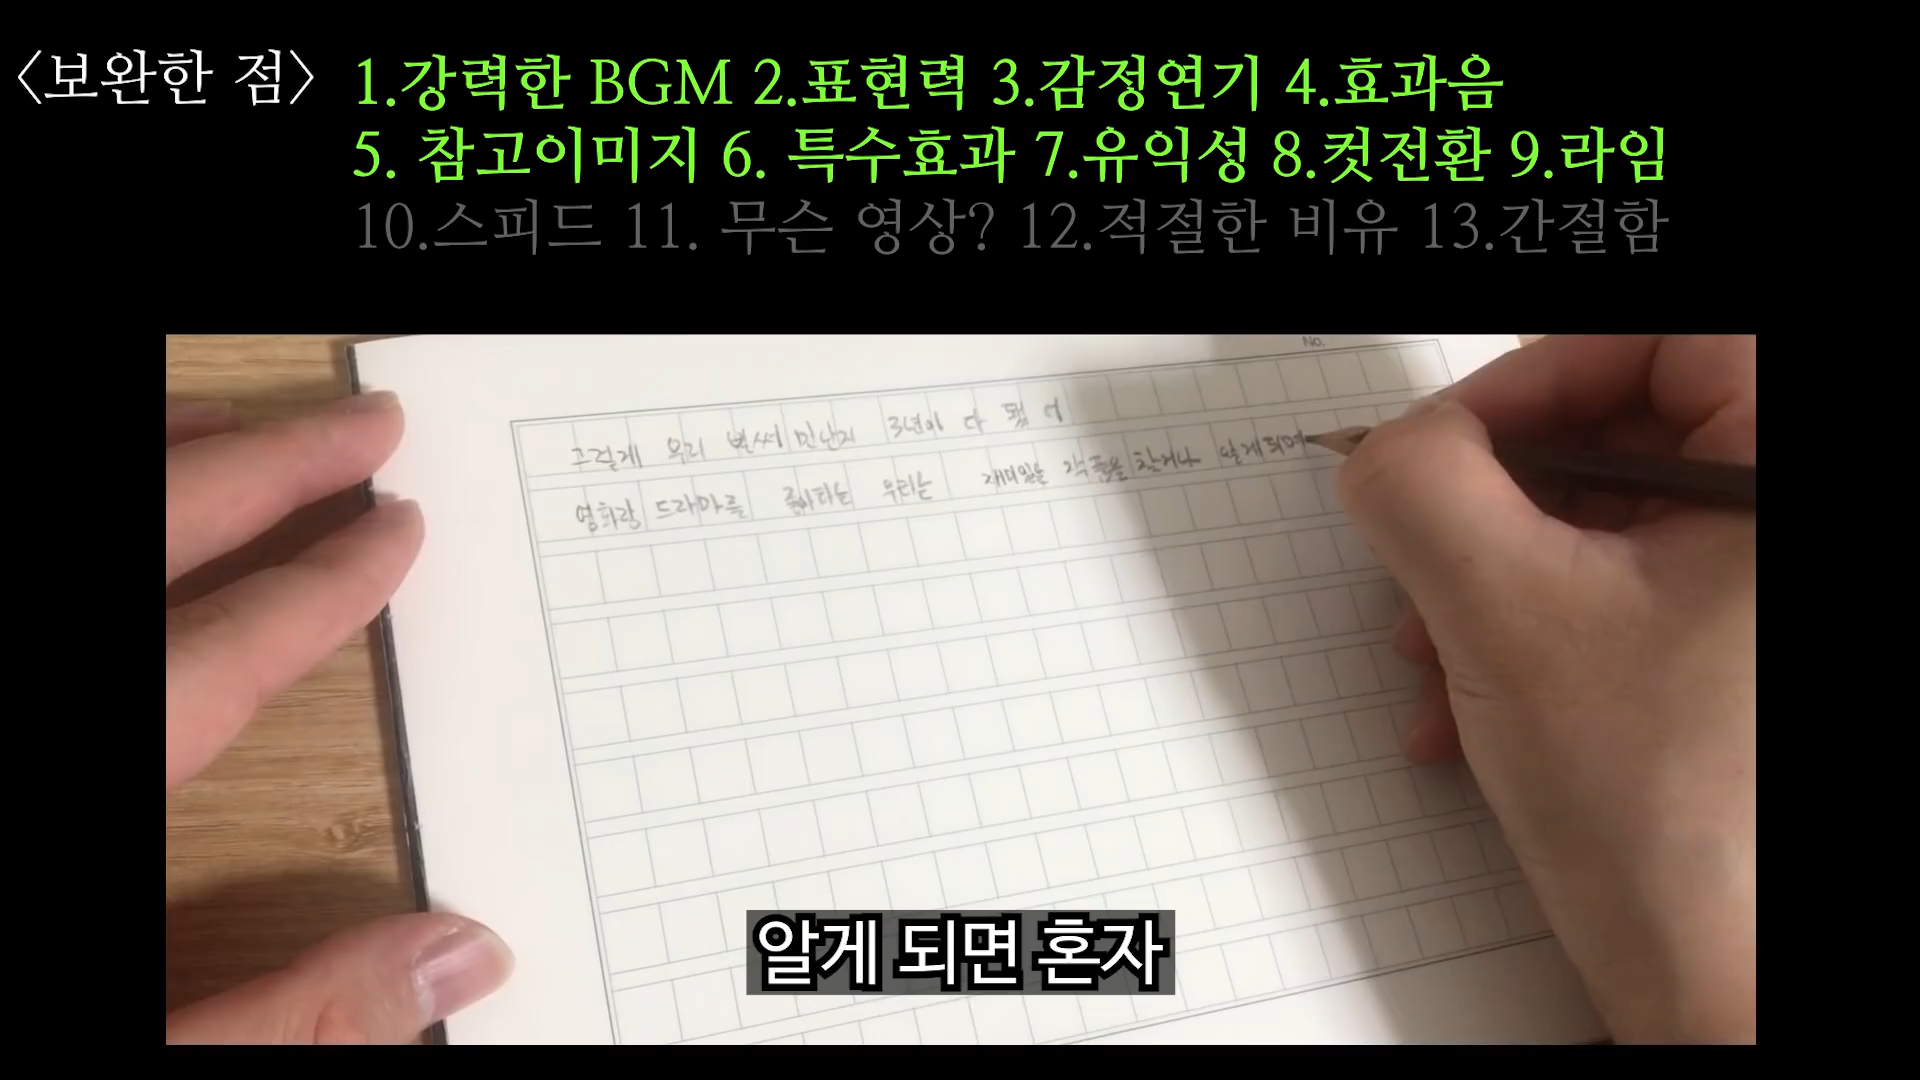 <보완한 점> 1.강력한 BGM 2.표현력 3.감정연기 4.효과음
5. 참고이미지 6. 특수효과 7.유익성 8.컷전환 9.라임
10.스피드 11. 무슨 영상? 12.적절한 비유 13.간절함
No.
그렇게 우리 벌써 만난지 3년이 다 됐어
영화랑 드라마를 좋아하는 우리는 재미있는 작품을 찾거나 알게되면
알게 되면 혼자